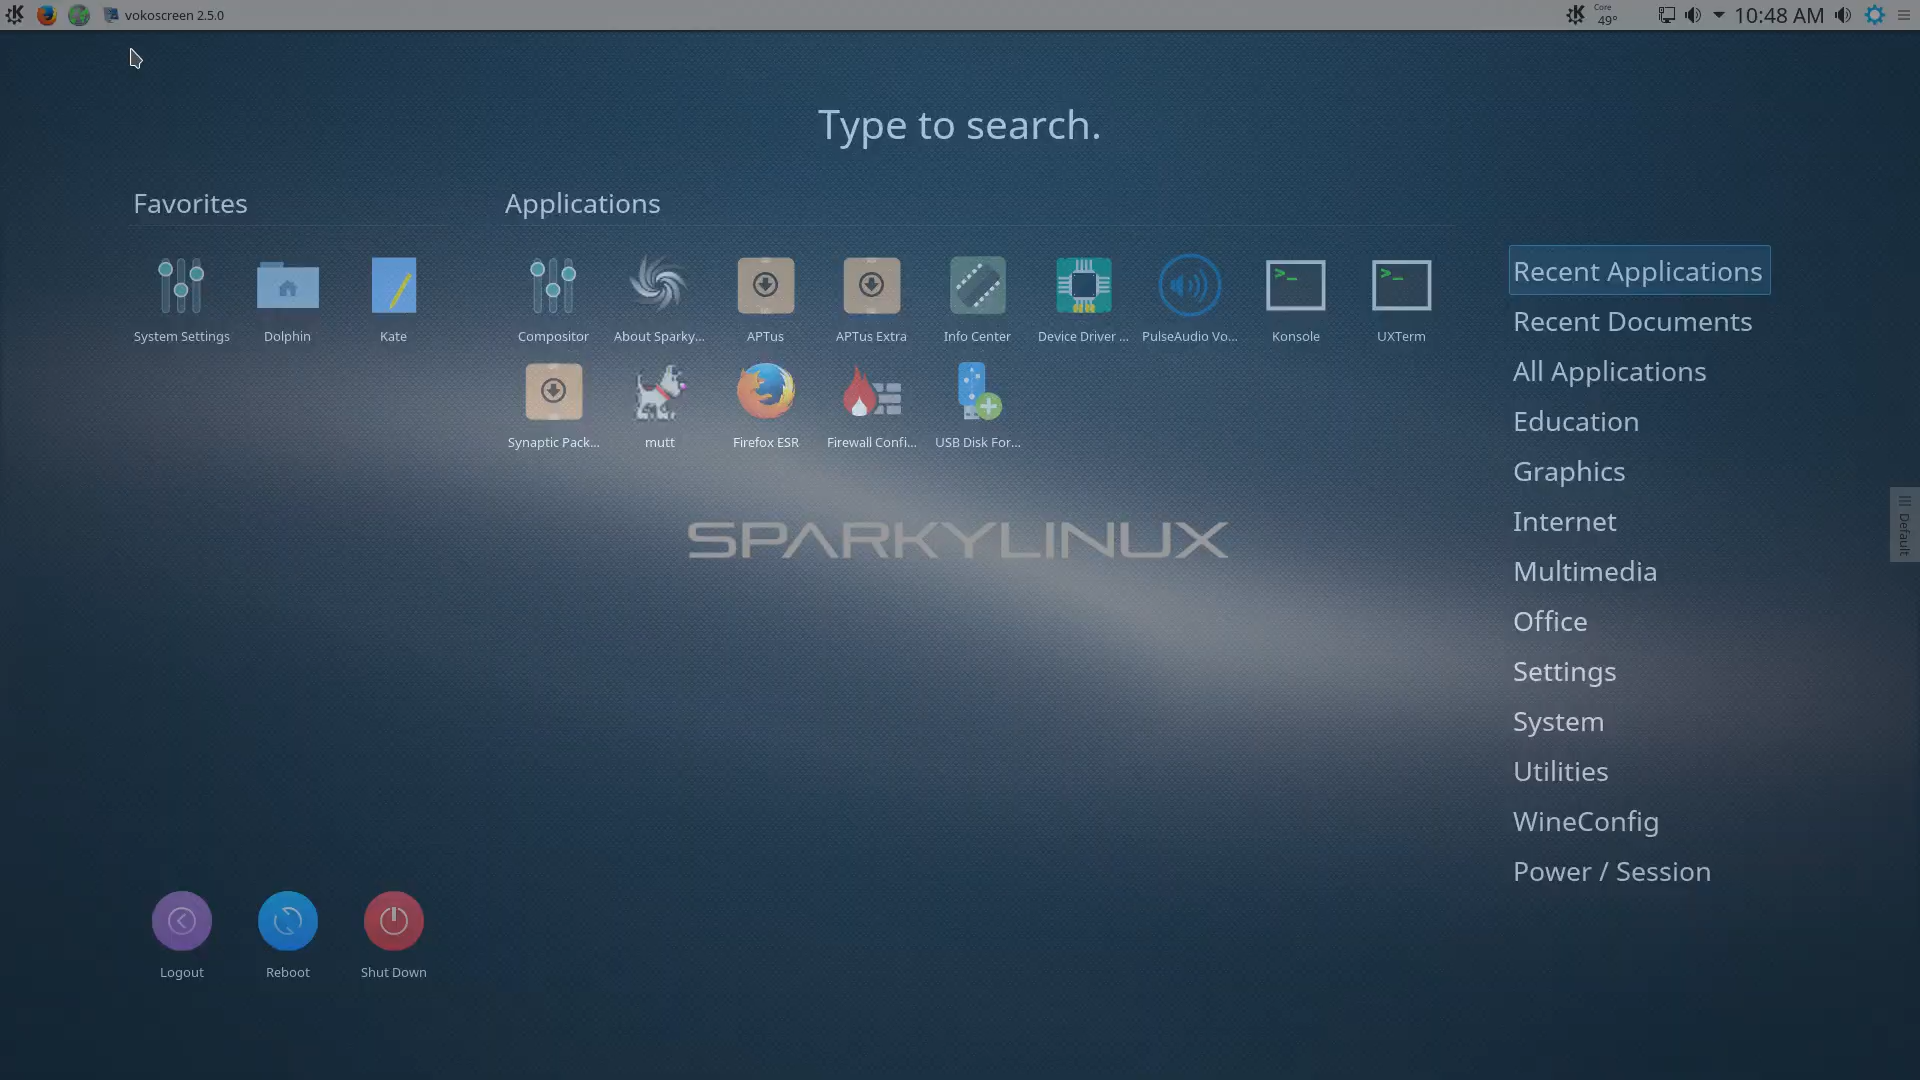 vokoscreen 2.5.0
Core
49°
10:48 AM
Type to search.
Favorites
Applications
System Settings
Dolphin
Kate
Compositor
About Sparky...
APTus
APTus Extra
Info Center
Device Driver ...
PulseAudio Vo...
Konsole
UXTerm
Synaptic Pack...
mutt
Firefox ESR
Firewall Confi...
USB Disk For...
Recent Applications
Recent Documents
All Applications
Education
Graphics
Internet
Multimedia
Office
Settings
System
Utilities
WineConfig
Power / Session
SPARKYLINUX
Default
Logout
Reboot
Shut Down